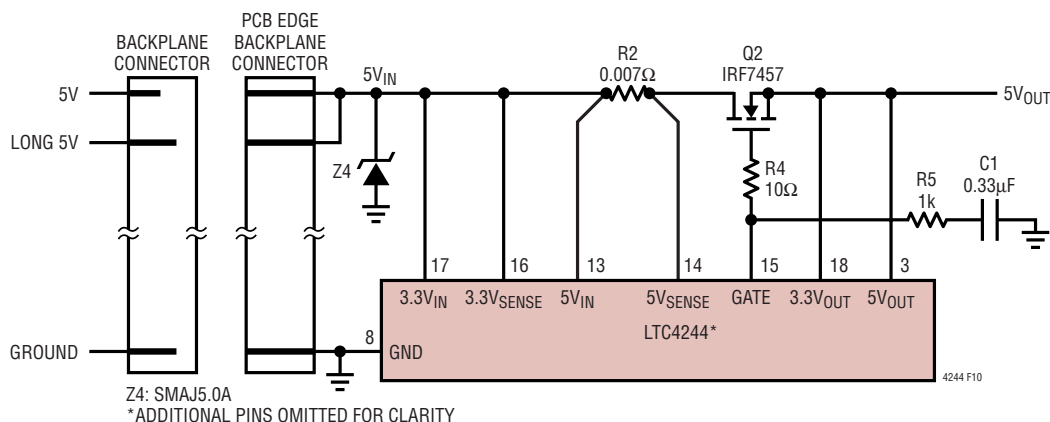 BACKPLANE
CONNECTOR
PCB EDGE
BACKPLANE
CONNECTOR
5V
LONG 5V
GROUND
5VIN
Z4
R2
0.007Ω
Q2
IRF7457
5VOUT
R4
10Ω
R5
1k
C1
0.33µF
17
16
13
14
15
18
3
3.3VIN
3.3VSENSE
5VIN
5VSENSE
GATE
3.3VOUT
5VOUT
LTC4244*
8
GND
4244 F10
Z4: SMAJ5.0A
*ADDITIONAL PINS OMITTED FOR CLARITY